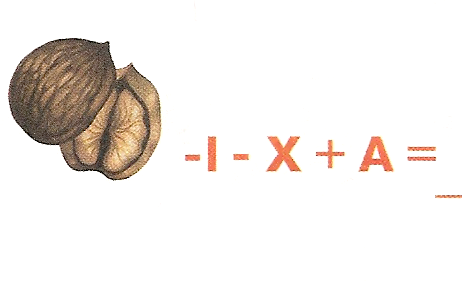 -I- X + A =
_